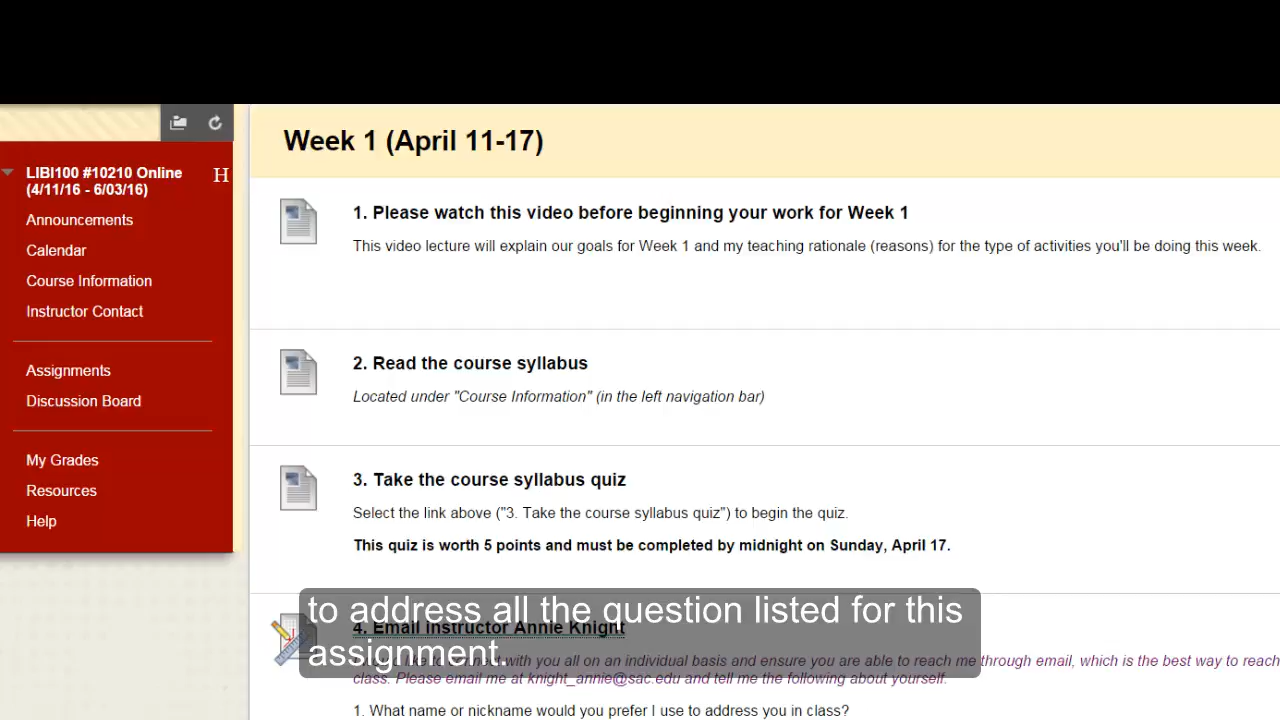 LIBI100 #10210 Online
(4/11/16 - 6/03/16)
H
Announcements
Calendar
Course Information
Instructor Contact
Assignments
Discussion Board
My Grades
Resources
Help
Week 1 (April 11-17)
1. Please watch this video before beginning your work for Week 1
This video lecture will explain our goals for Week 1 and my teaching rationale (reasons) for the type of activities you'll be doing this week.
2. Read the course syllabus
Located under "Course Information" (in the left navigation bar)
3. Take the course syllabus quiz
Select the link above ("3. Take the course syllabus quiz") to begin the quiz.
This quiz is worth 5 points and must be completed by midnight on Sunday, April 17.
4. Email instructor Annie Knight
with you all on an individual basis and ensure you are able to reach me through email, which is the best way to reach
class. Please email me at knight_annie@sac.edu and tell me the following about yourself.
1. What name or nickname would you prefer I use to address you in class?
to address all the question listed for this
assignment.